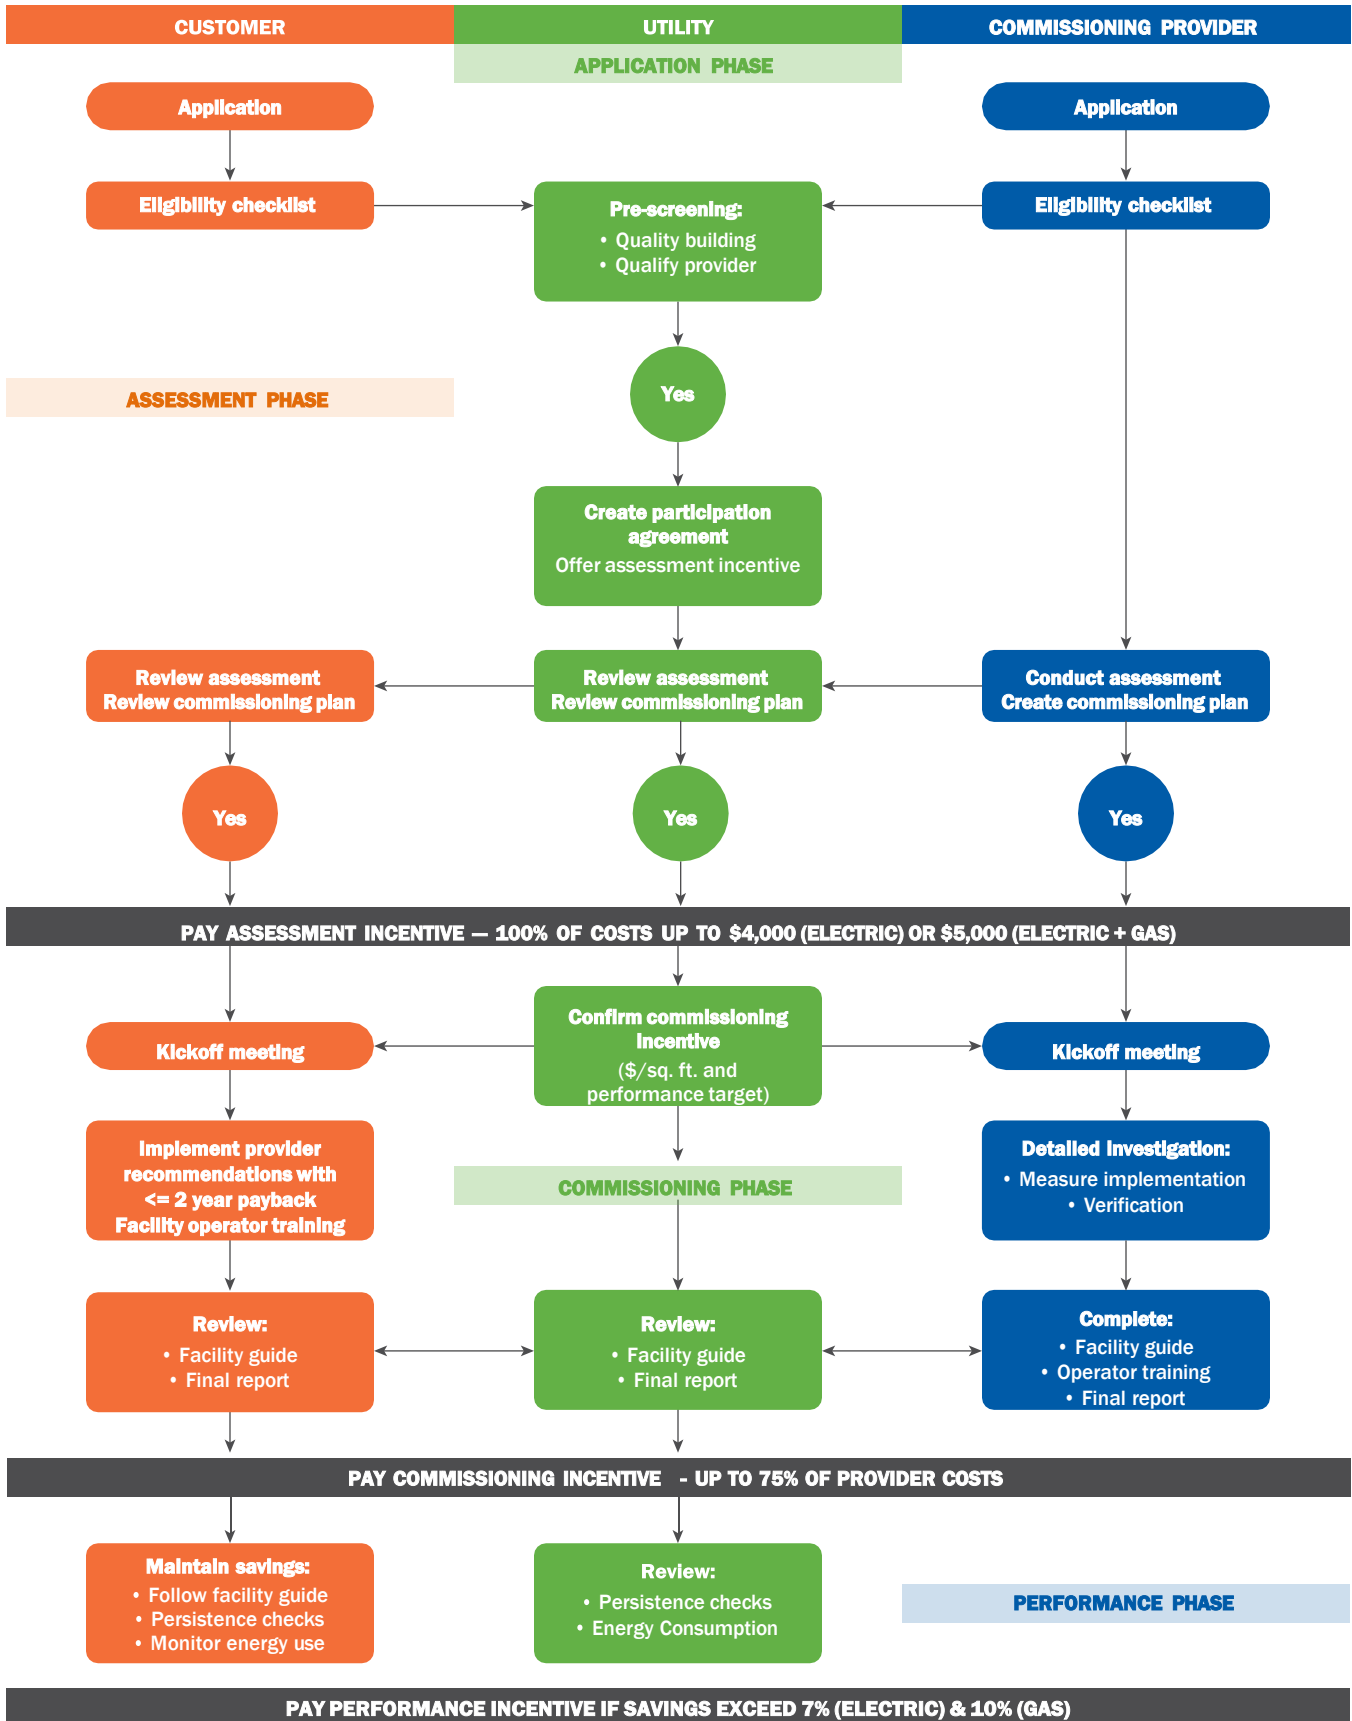 CUSTOMER
UTILITY
COMMISSIONING PROVIDER
APPLICATION PHASE
Application
Application
Eligibility checklist
Pre-screening:
• Quality building
• Qualify provider
Eligibility checklist
Yes
ASSESSMENT PHASE
Create participation
agreement
Offer assessment incentive
Review assessment
Review commissioning plan
Review assessment
Review commissioning plan
Conduct assessment
Create commissioning plan
Yes
Yes
Yes
PAY ASSESSMENT INCENTIVE — 100% OF COSTS UP TO $4,000 (ELECTRIC) OR $5,000 (ELECTRIC + GAS)
Kickoff meeting
Confirm commissioning
incentive
($/sq. ft. and
performance target)
Kickoff meeting
Implement provider
recommendations with
<= 2 year payback
Facility operator training
COMMISSIONING PHASE
Detailed investigation:
• Measure implementation
• Verification
Review:
• Facility guide
• Final report
Review:
• Facility guide
• Final report
Complete:
• Facility guide
• Operator training
• Final report
PAY COMMISSIONING INCENTIVE - UP TO 75% OF PROVIDER COSTS
Maintain savings:
• Follow facility guide
• Persistence checks
• Monitor energy use
Review:
• Persistence checks
• Energy Consumption
PERFORMANCE PHASE
PAY PERFORMANCE INCENTIVE IF SAVINGS EXCEED 7% (ELECTRIC) & 10% (GAS)